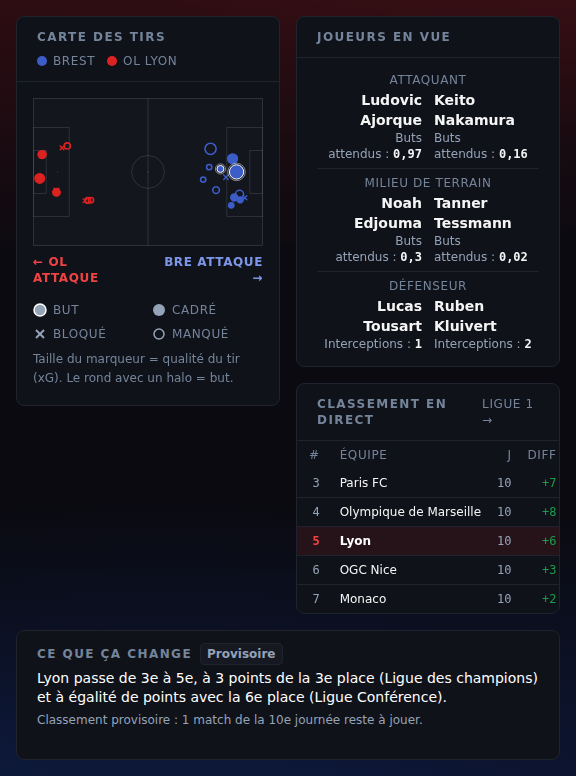 CARTE DES TIRS
BREST OL LYON
← OL ATTAQUE
BRE ATTAQUE →
BUT
CADRÉ
BLOQUÉ
MANQUÉ
Taille du marqueur = qualité du tir
(xG). Le rond avec un halo = but.
JOUEURS EN VUE
ATTAQUANT
Ludovic Keito
Ajorque Nakamura
Buts Buts
attendus : 0,97 attendus : 0,16
MILIEU DE TERRAIN
Noah Tanner
Edjouma Tessmann
Buts Buts
attendus : 0,3 attendus : 0,02
DÉFENSEUR
Lucas Ruben
Tousart Kluivert
Interceptions : 1 Interceptions : 2
CLASSEMENT EN DIRECT
LIGUE 1 →
# ÉQUIPE J DIFF
3 Paris FC 10 +7
4 Olympique de Marseille 10 +8
5 Lyon 10 +6
6 OGC Nice 10 +3
7 Monaco 10 +2
CE QUE ÇA CHANGE Provisoire
Lyon passe de 3e à 5e, à 3 points de la 3e place (Ligue des champions)
et à égalité de points avec la 6e place (Ligue Conférence).
Classement provisoire : 1 match de la 10e journée reste à jouer.